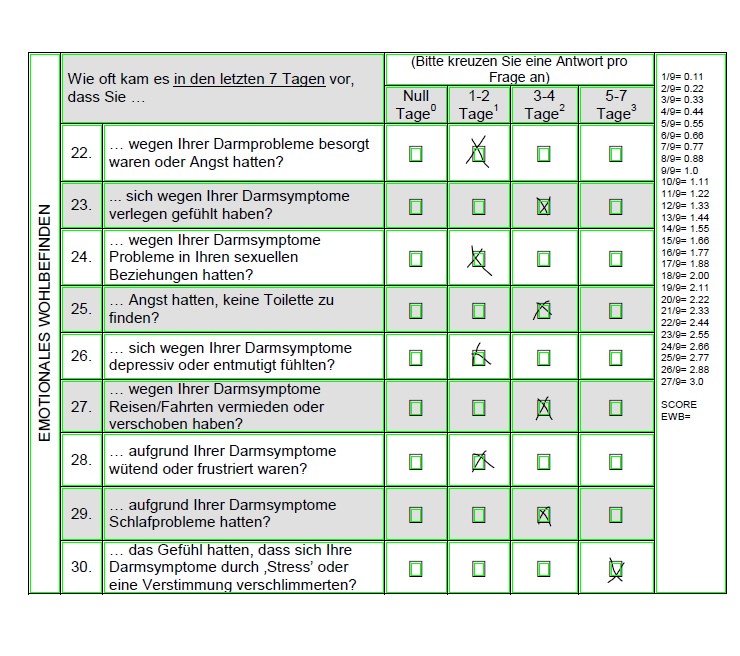 EMOTIONALES WOHLBEFINDEN
Wie oft kam es in den letzten 7 Tagen vor,
dass Sie …
(Bitte kreuzen Sie eine Antwort pro
Frage an)
Null
Tage⁰
1-2
Tage¹
3-4
Tage²
5-7
Tage³
22.
… wegen Ihrer Darmprobleme besorgt
waren oder Angst hatten?
23.
... sich wegen Ihrer Darmsymptome
verlegen gefühlt haben?
24.
… wegen Ihrer Darmsymptome
Probleme in Ihren sexuellen
Beziehungen hatten?
25.
… Angst hatten, keine Toilette zu
finden?
26.
… sich wegen Ihrer Darmsymptome
depressiv oder entmutigt fühlten?
27.
… wegen Ihrer Darmsymptome
Reisen/Fahrten vermieden oder
verschoben haben?
28.
… aufgrund Ihrer Darmsymptome
wütend oder frustriert waren?
29.
… aufgrund Ihrer Darmsymptome
Schlafprobleme hatten?
30.
… das Gefühl hatten, dass sich Ihre
Darmsymptome durch ‚Stress’ oder
eine Verstimmung verschlimmerten?
1/9= 0.11
2/9= 0.22
3/9= 0.33
4/9= 0.44
5/9= 0.55
6/9= 0.66
7/9= 0.77
8/9= 0.88
9/9= 1.0
10/9= 1.11
11/9= 1.22
12/9= 1.33
13/9= 1.44
14/9= 1.55
15/9= 1.66
16/9= 1.77
17/9= 1.88
18/9= 2.00
19/9= 2.11
20/9= 2.22
21/9= 2.33
22/9= 2.44
23/9= 2.55
24/9= 2.66
25/9= 2.77
26/9= 2.88
27/9= 3.0
SCORE
EWB=